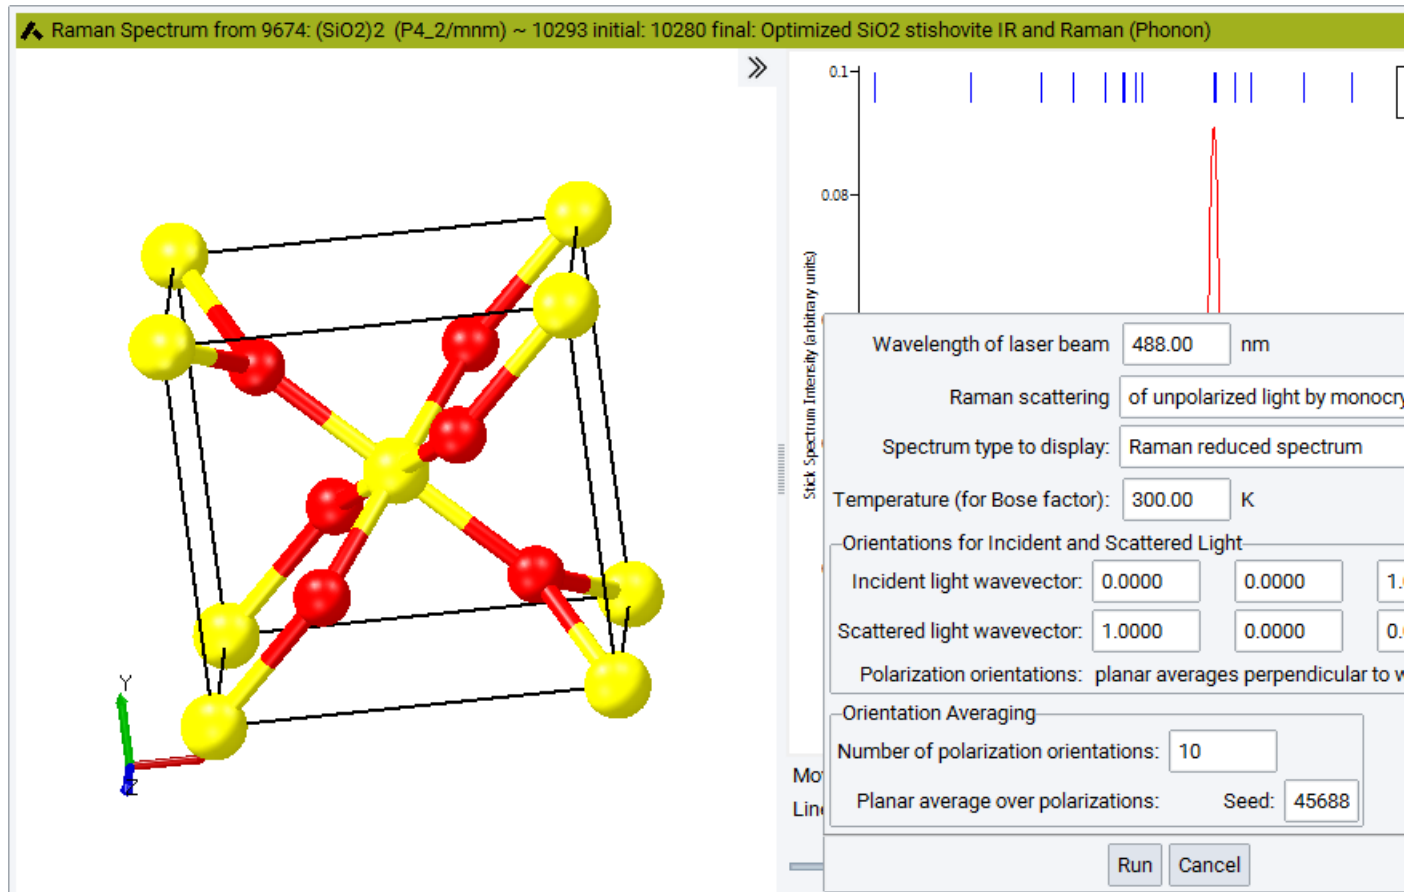 Raman Spectrum from 9674: (SiO2)2 (P4_2/mnm) ~ 10293 initial: 10280 final: Optimized SiO2 stishovite IR and Raman (Phonon)
0.1
0.08
Stick Spectrum Intensity (arbitrary units)
Wavelength of laser beam 488.00 nm
Raman scattering of unpolarized light by monocry
Spectrum type to display: Raman reduced spectrum
Temperature (for Bose factor): 300.00 K
Orientations for Incident and Scattered Light
Incident light wavevector: 0.0000 0.0000 1.
Scattered light wavevector: 1.0000 0.0000 0.
Polarization orientations: planar averages perpendicular to w
Orientation Averaging
Number of polarization orientations: 10
Planar average over polarizations: Seed: 45688
Mo
Line
Run Cancel
Y
Z